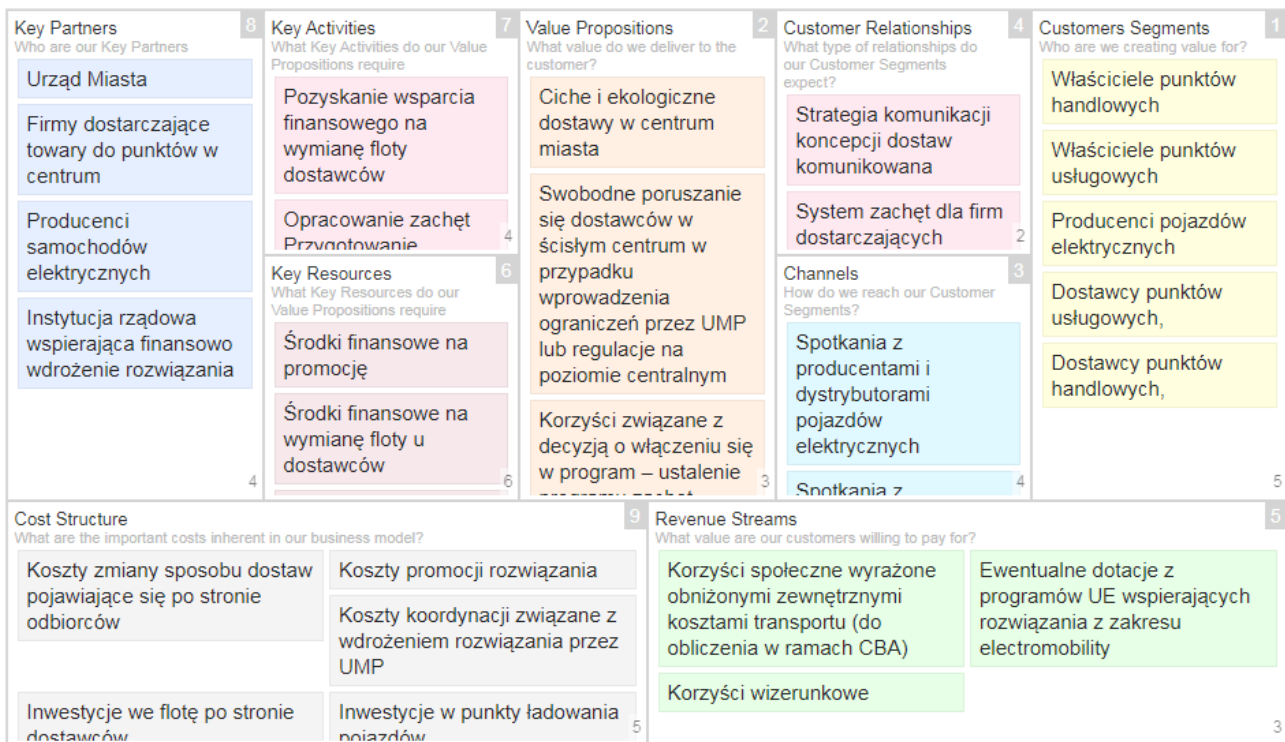 Key Partners
8
Who are our Key Partners
Urząd Miasta
Firmy dostarczające
towary do punktów w
centrum
Producenci
samochodów
elektrycznych
Instytucja rządowa
wspierająca finansowo
wdrożenie rozwiązania
4
Key Activities
7
What Key Activities do our Value
Propositions require
Pozyskanie wsparcia
finansowego na
wymianę floty
dostawców
Opracowanie zachęt
Przygotowanie
4
Key Resources
6
What Key Resources do our
Value Propositions require
Środki finansowe na
promocję
Środki finansowe na
wymianę floty u
dostawców
6
Value Propositions
2
What value do we deliver to the
customer?
Ciche i ekologiczne
dostawy w centrum
miasta
Swobodne poruszanie
się dostawców w
ścisłym centrum w
przypadku
wprowadzenia
ograniczeń przez UMP
lub regulacje na
poziomie centralnym
Korzyści związane z
decyzją o włączeniu się
w program – ustalenie
programu zachęt
3
Customer Relationships
4
What type of relationships do
our Customer Segments
expect?
Strategia komunikacji
koncepcji dostaw
komunikowana
System zachęt dla firm
dostarczających
2
Channels
3
How do we reach our Customer
Segments?
Spotkania z
producentami i
dystrybutorami
pojazdów
elektrycznych
Spotkania z
4
Customers Segments
1
Who are we creating value for?
Właściciele punktów
handlowych
Właściciele punktów
usługowych
Producenci pojazdów
elektrycznych
Dostawcy punktów
usługowych,
Dostawcy punktów
handlowych,
5
Cost Structure
9
What are the important costs inherent in our business model?
Koszty zmiany sposobu dostaw
pojawiające się po stronie
odbiorców
Koszty promocji rozwiązania
Koszty koordynacji związane z
wdrożeniem rozwiązania przez
UMP
Inwestycje we flotę po stronie
dostawców
Inwestycje w punkty ładowania
pojazdów
5
Revenue Streams
5
What value are our customers willing to pay for?
Korzyści społeczne wyrażone
obniżonymi zewnętrznymi
kosztami transportu (do
obliczenia w ramach CBA)
Ewentualne dotacje z
programów UE wspierających
rozwiązania z zakresu
electromobility
Korzyści wizerunkowe
3